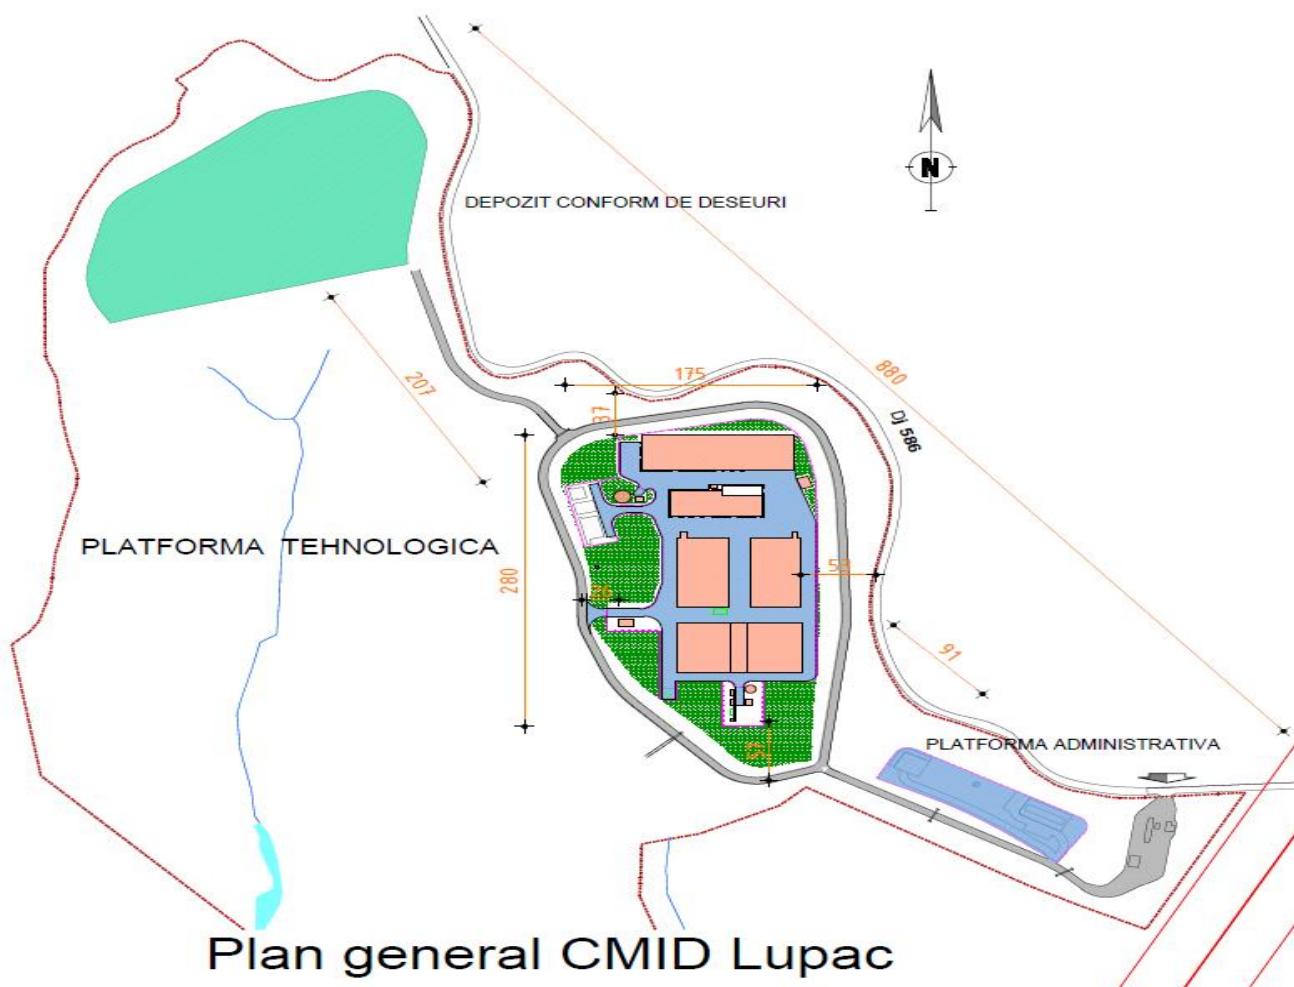 N
DEPOZIT CONFORM DE DESEURI
880
175
207
37
Dj 586
PLATFORMA TEHNOLOGICA
280
53
26
91
PLATFORMA ADMINISTRATIVA
Plan general CMID Lupac